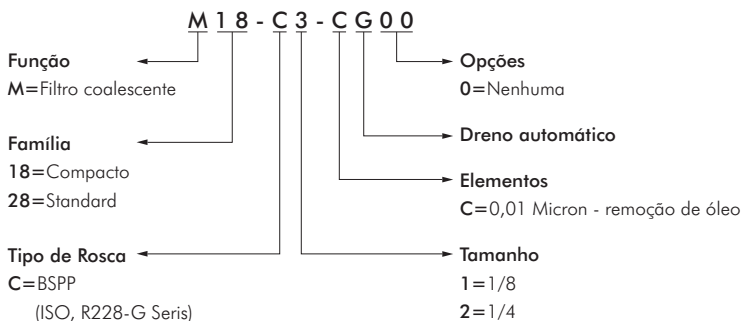 M18-C3-CG00
Função
M=Filtro coalescente
Família
18=Compacto
28=Standard
Tipo de Rosca
C=BSPP
(ISO, R228-G Seris)
Opções
0=Nenhuma
Dreno automático
Elementos
C=0,01 Micron - remoção de óleo
Tamanho
1=1/8
2=1/4